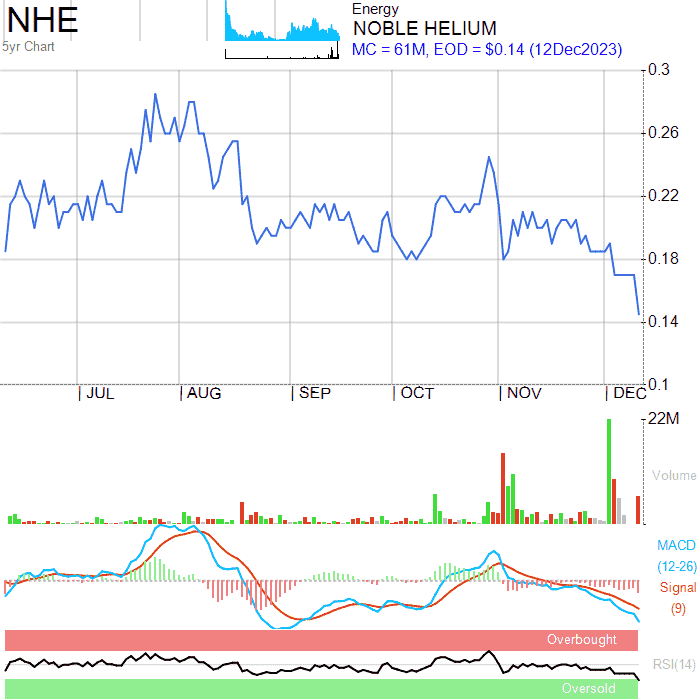 NHE
5yr Chart
Energy
NOBLE HELIUM
MC = 61M, EOD = $0.14 (12Dec2023)
0.3
0.26
0.22
0.18
0.14
0.1
JUL AUG SEP OCT NOV DEC
22M
Volume
MACD
(12-26)
Signal
(9)
Overbought
RSI(14)
Oversold